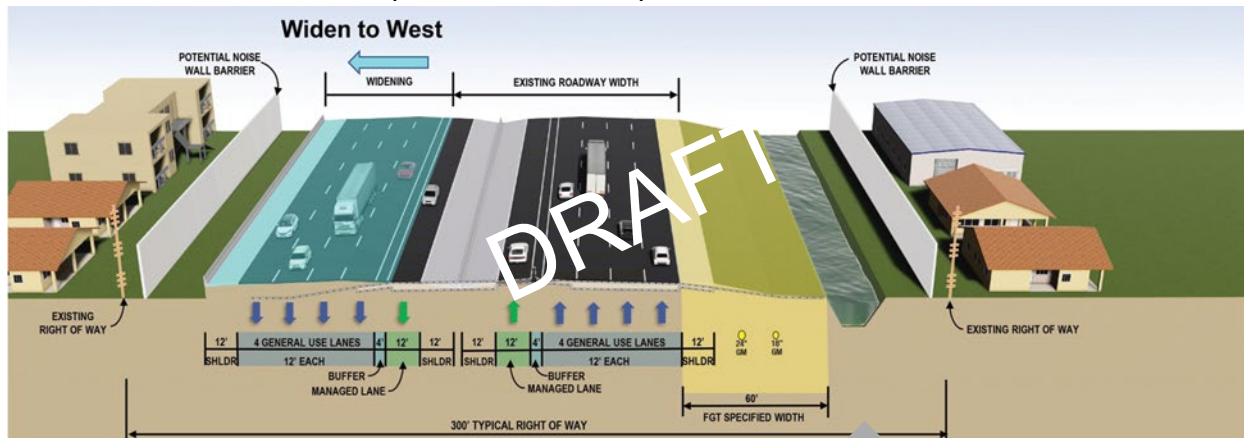 Widen to West
POTENTIAL NOISE
WALL BARRIER
WIDENING
EXISTING ROADWAY WIDTH
POTENTIAL NOISE
WALL BARRIER
DRAFT
EXISTING
RIGHT OF WAY
EXISTING RIGHT OF WAY
12' 4 GENERAL USE LANES 4' 12' 12' 12' 12' 4' 4 GENERAL USE LANES 12'
SHLDR 12' EACH SHLDR SHLDR 12' EACH SHLDR
BUFFER
MANAGED LANE
BUFFER
MANAGED LANE
24"
GM
18"
GM
60'
FGT SPECIFIED WIDTH
300' TYPICAL RIGHT OF WAY